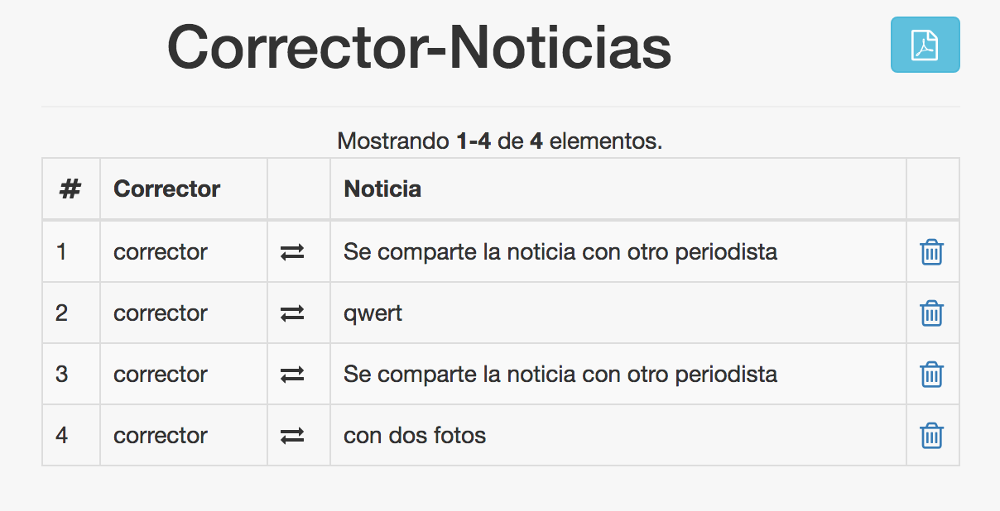 Corrector-Noticias
Mostrando 1-4 de 4 elementos.
# Corrector Noticia
1 corrector Se comparte la noticia con otro periodista
2 corrector qwert
3 corrector Se comparte la noticia con otro periodista
4 corrector con dos fotos